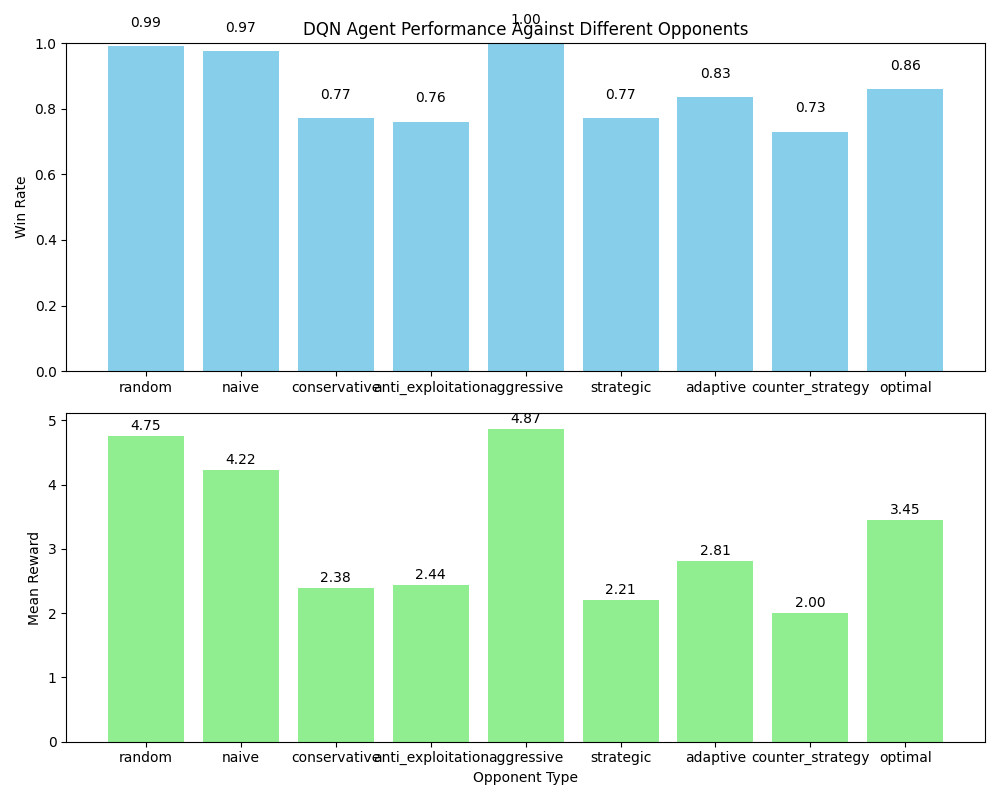 DQN Agent Performance Against Different Opponents
0.99 0.97 0.77 0.76 1.00 0.77 0.83 0.73 0.86
Win Rate
1.0
0.8
0.6
0.4
0.2
0.0
random naive conservative anti_exploitation aggressive strategic adaptive counter_strategy optimal
4.75 4.22 2.38 2.44 4.87 2.21 2.81 2.00 3.45
Mean Reward
5
4
3
2
1
0
random naive conservative anti_exploitation aggressive strategic adaptive counter_strategy optimal
Opponent Type